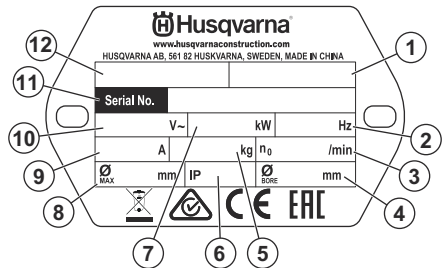 Husqvarna
www.husqvarnaconstruction.com
HUSQVARNA AB, 561 82 HUSKVARNA, SWEDEN, MADE IN CHINA
12
1
11
Serial No.
10
V~
kW
Hz
2
9
A
kg
n₀
/min
3
8
Ø MAX
mm
IP
Ø BORE
mm
4
CE
EAC
7
6
5